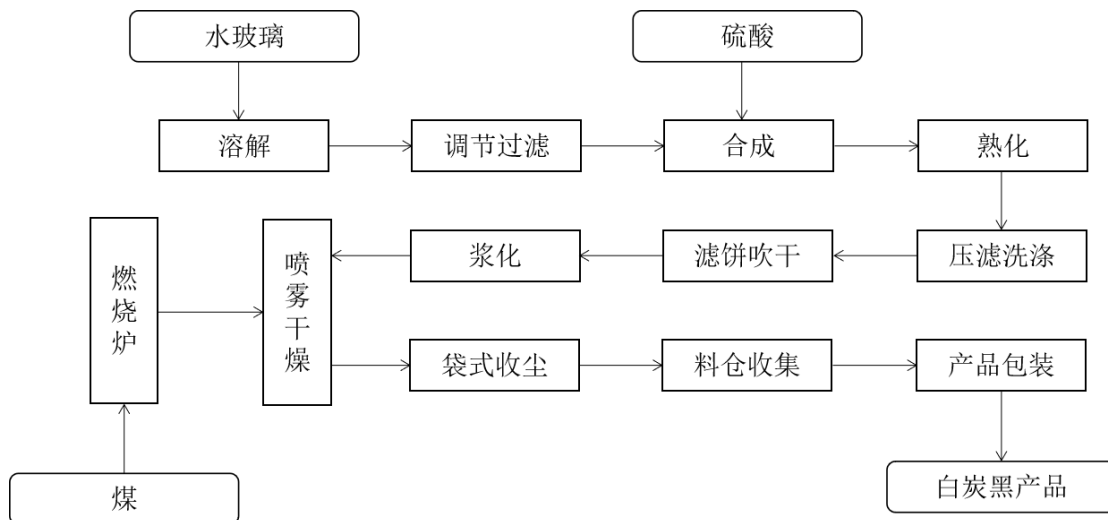 水玻璃
硫酸
溶解
调节过滤
合成
熟化
燃烧炉
喷雾干燥
浆化
滤饼吹干
压滤洗涤
袋式收尘
料仓收集
产品包装
煤
白炭黑产品